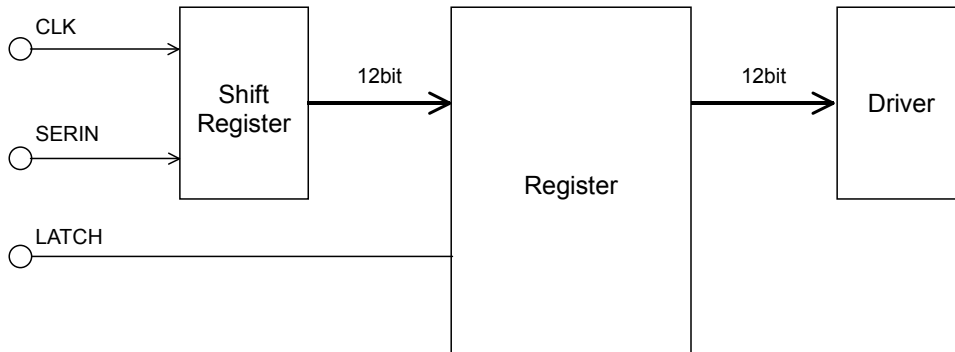 CLK
12bit
12bit
Shift
Register
Driver
SERIN
Register
LATCH